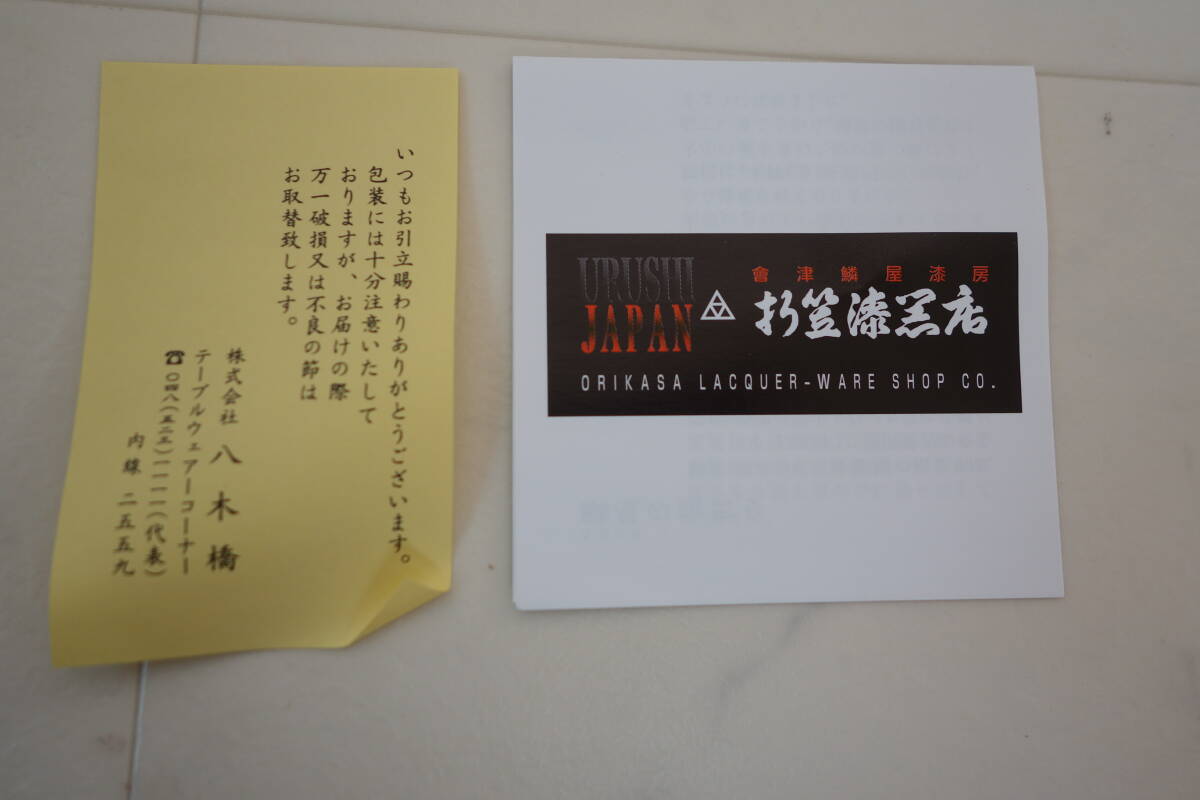 いつもお引立賜わりありがとうございます。
包装には十分注意いたして
おりますが、お届けの際
万一破損又は不良の節は
お取替致します。
株式会社 八木橋
テーブルウェアーコーナー
☎〇四八(五二三)一一一一(代表)
内線 二五五九
URUSHI
JAPAN
會津鱗屋漆房
折笠漆器店
ORIKASA LACQUER-WARE SHOP CO.